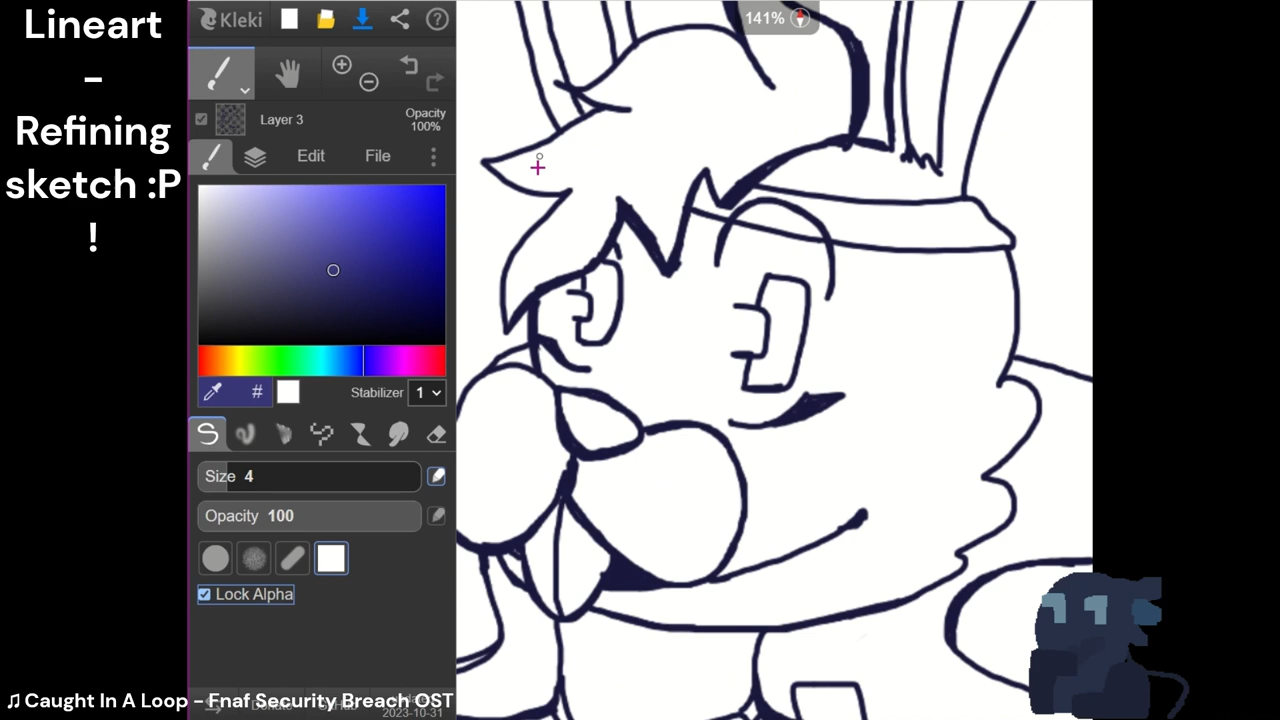 Lineart
-
Refining
sketch :P
!
Kleki
141%
Layer 3
Opacity
100%
Edit
File
#
Stabilizer
1
Size 4
Opacity 100
Lock Alpha
♫ Caught In A Loop - Fnaf Security Breach OST
2023-10-31